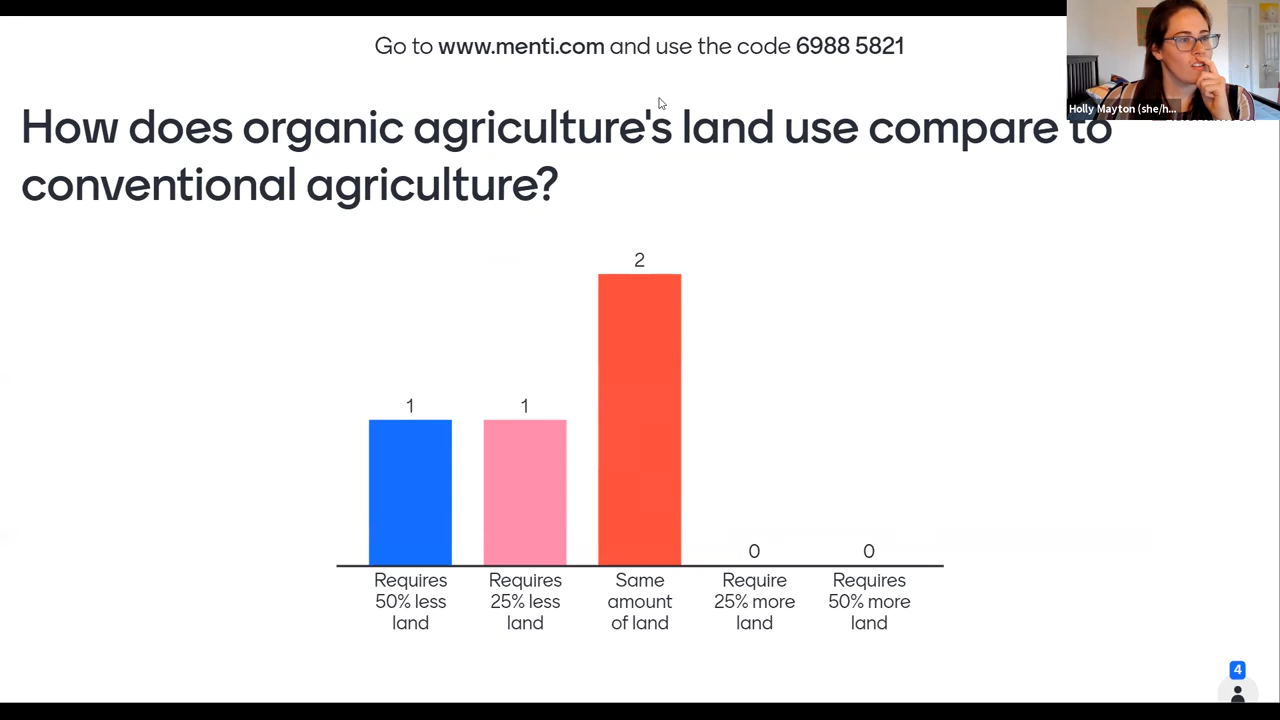 Go to www.menti.com and use the code 6988 5821
Holly Mayton (she/h...
How does organic agriculture's land use compare to
conventional agriculture?
2
1
1
0
0
Requires
50% less
land
Requires
25% less
land
Same
amount
of land
Require
25% more
land
Requires
50% more
land
4